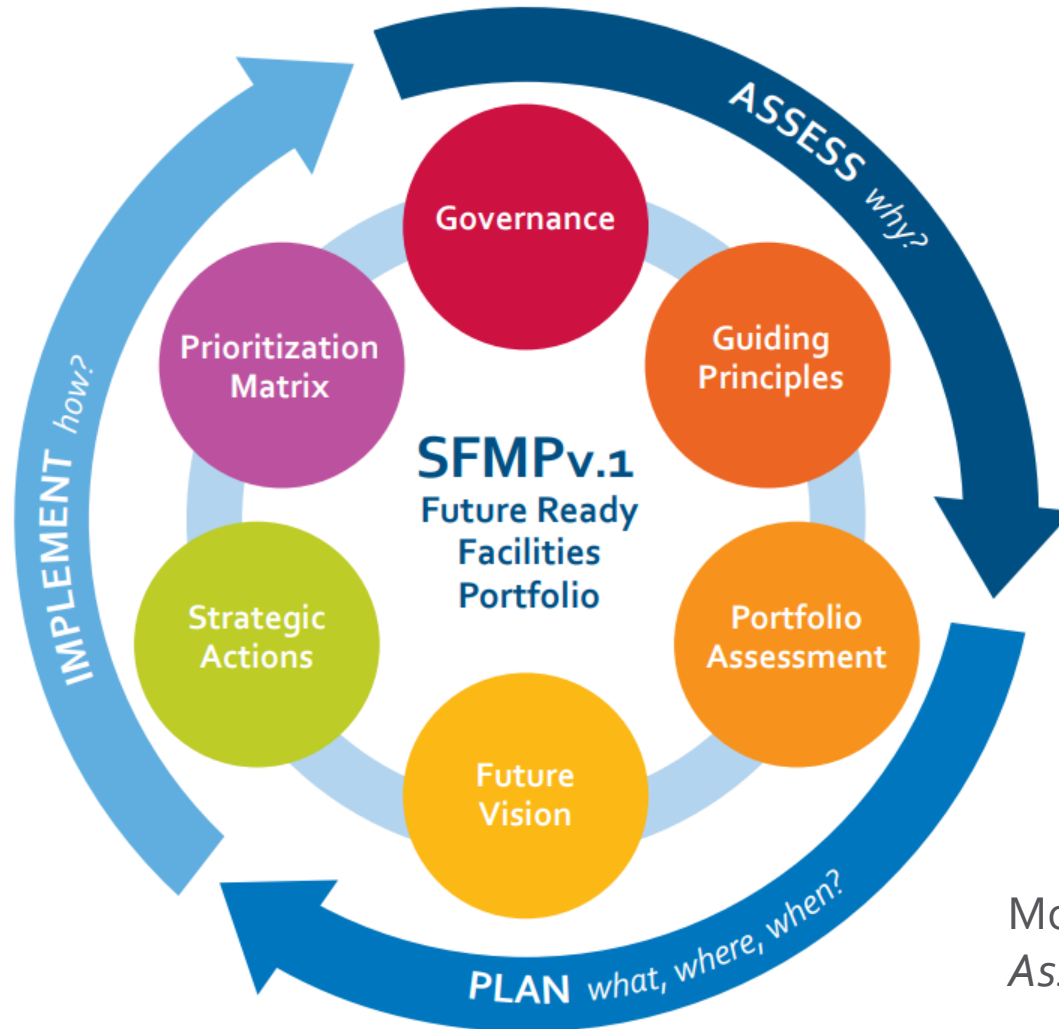 ASSESS why?
Governance
Guiding
Principles
Prioritization
Matrix
SFMPv.1
Future Ready
Facilities
Portfolio
IMPLEMENT how?
Strategic
Actions
Portfolio
Assessment
Future
Vision
PLAN what, where, when?